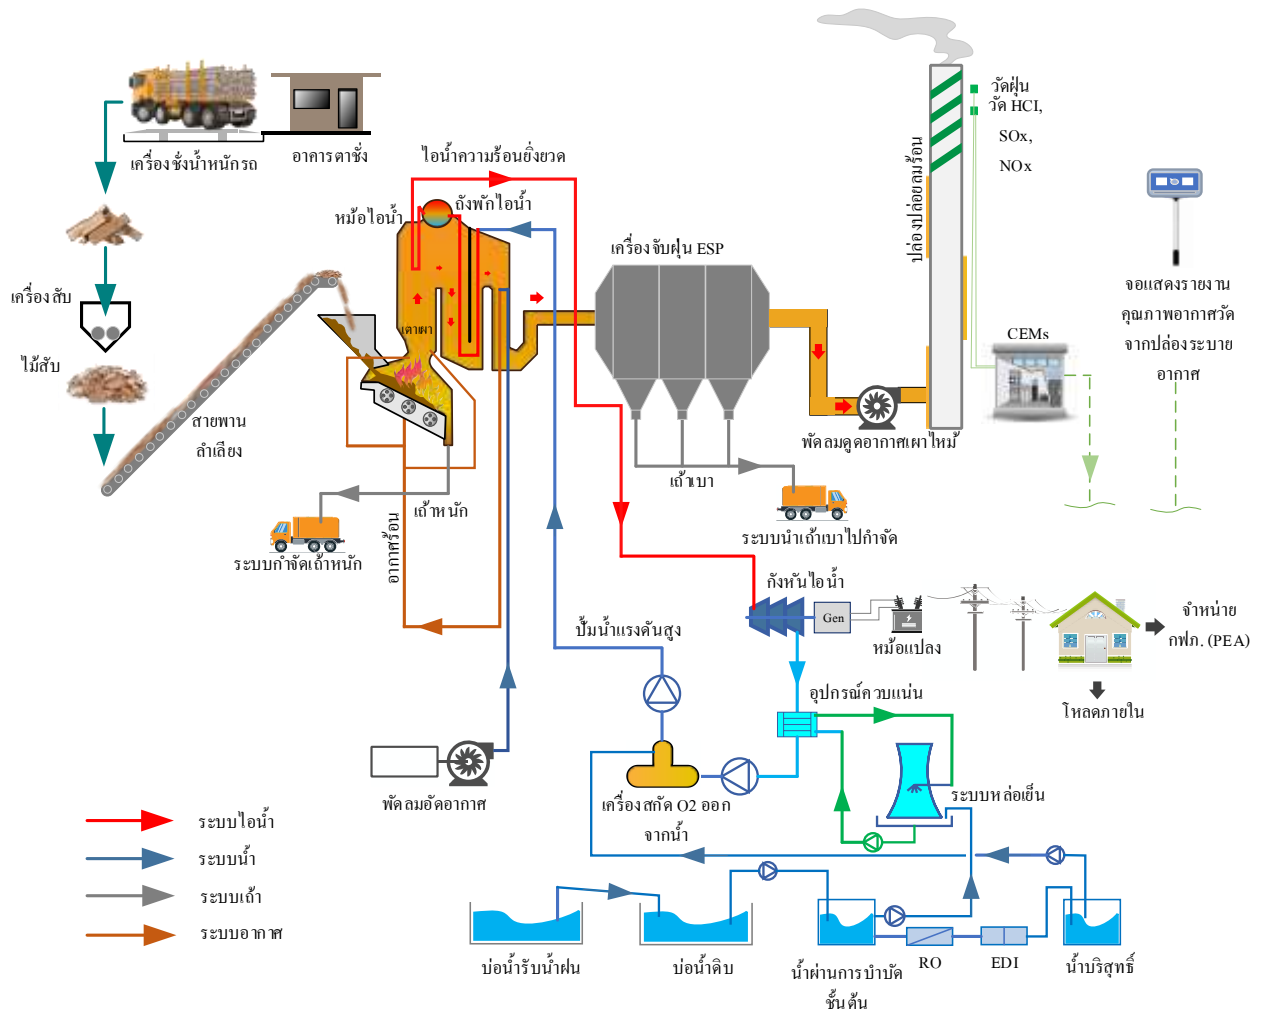 วัดฝุ่น
วัด HCI,
SOx,
NOx
เครื่องชั่งน้ำหนักรถ
อาคารตาชั่ง
ไอน้ำความร้อนยิ่งยวด
ถังพักไอน้ำ
หม้อไอน้ำ
ปล่องปล่อยลมร้อน
เครื่องจับฝุ่น ESP
เครื่องสับ
ไม้สับ
สายพาน
ลำเลียง
เตาเผา
จอแสดงรายงาน
คุณภาพอากาศวัด
จากปล่องระบาย
อากาศ
CEMs
พัดลมดูดอากาศเผาไหม้
เถ้าเบา
เถ้าหนัก
ระบบกำจัดเถ้าหนัก
อากาศร้อน
ระบบนำเถ้าเบาไปกำจัด
กังหันไอน้ำ
Gen
หม้อแปลง
จำหน่าย
กฟภ. (PEA)
โหลดภายใน
ปั้มน้ำแรงดันสูง
อุปกรณ์ควบแน่น
พัดลมอัดอากาศ
เครื่องสกัด O2 ออก
จากน้ำ
ระบบหล่อเย็น
ระบบไอน้ำ
ระบบน้ำ
ระบบเถ้า
ระบบอากาศ
บ่อน้ำรับน้ำฝน
บ่อน้ำดิบ
น้ำผ่านการบำบัด
ชั้นต้น
RO
EDI
น้ำบริสุทธิ์